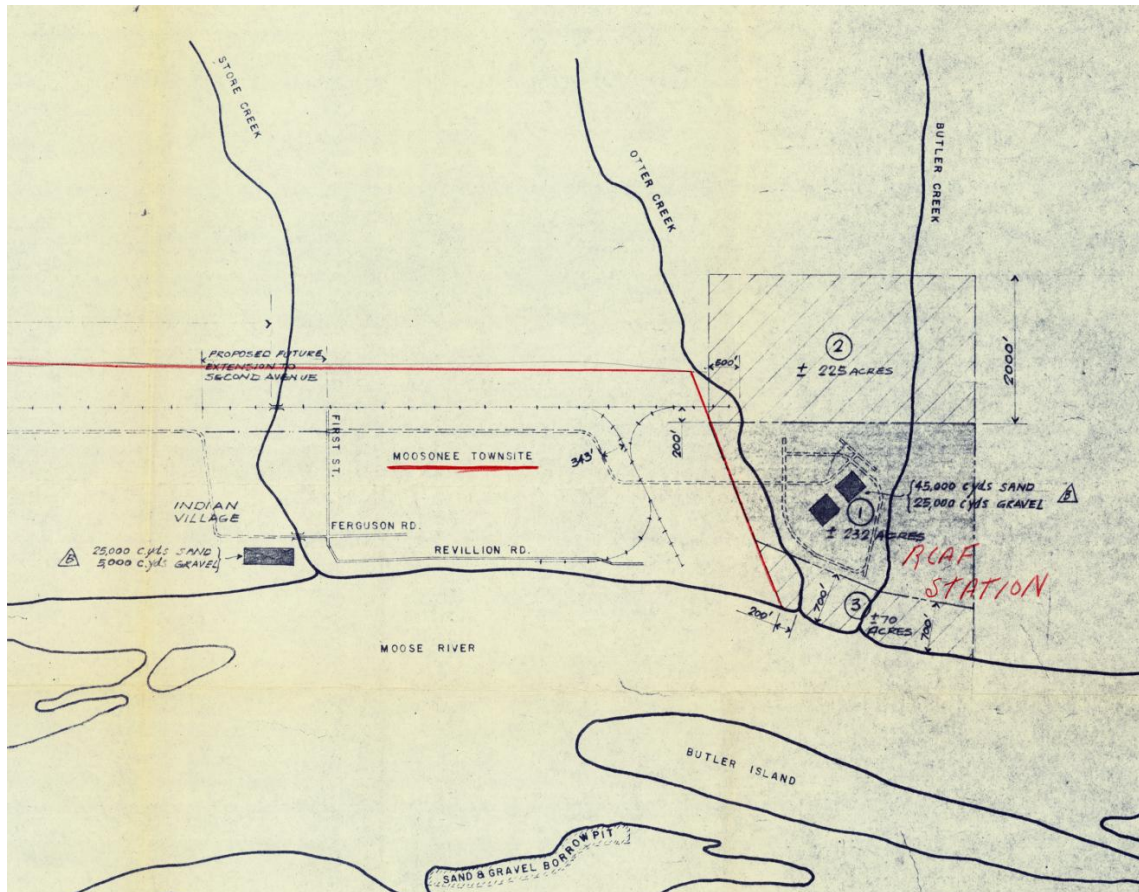 STORE CREEK
OTTER CREEK
BUTLER CREEK
PROPOSED FUTURE
EXTENSION TO
SECOND AVENUE
500'
2
± 225 ACRES
2000'
FIRST ST.
MOOSONEE TOWNSITE
343'
200'
45,000 C yds SAND
25,000 C yds GRAVEL
B
1
± 232 ACRES
INDIAN
VILLAGE
FERGUSON RD.
REVILLION RD.
B
25,000 C.yds SAND
5,000 C.yds GRAVEL
RCAF
STATION
200'
700'
3
±70
ACRES
700'
MOOSE RIVER
BUTLER ISLAND
SAND & GRAVEL BORROW PIT